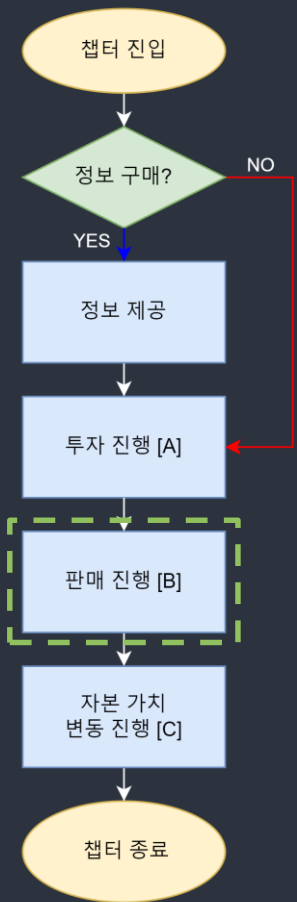 챕터 진입
정보 구매?
NO
YES
정보 제공
투자 진행 [A]
판매 진행 [B]
자본 가치
변동 진행 [C]
챕터 종료